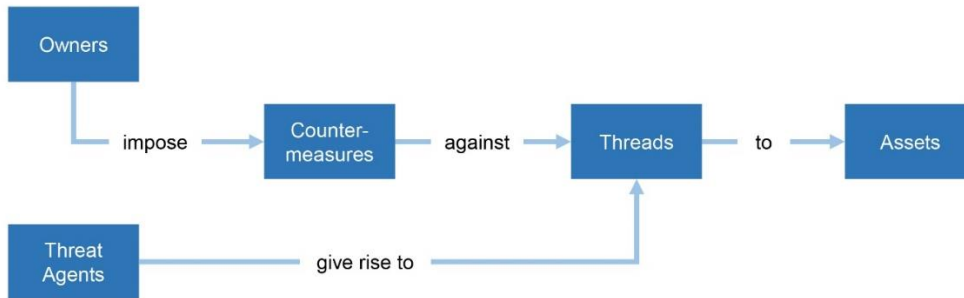 Owners
impose
Counter-
measures
against
Threads
to
Assets
Threat
Agents
give rise to